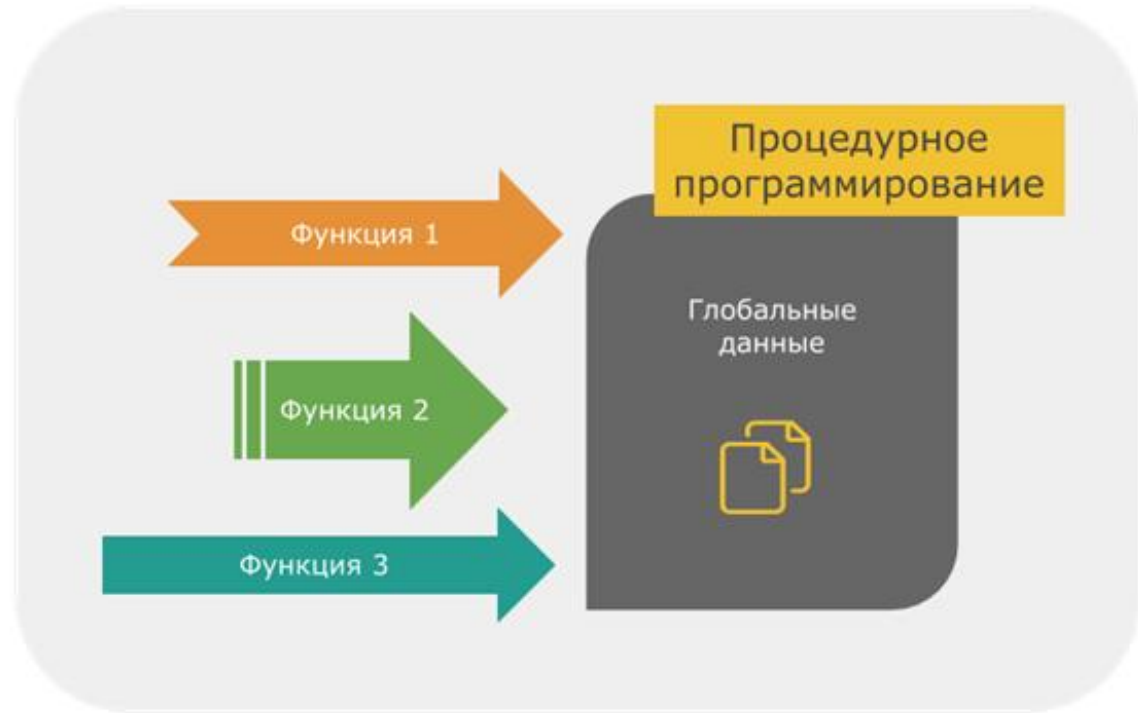 Процедурное
программирование
Функция 1
Глобальные
данные
Функция 2
Функция 3